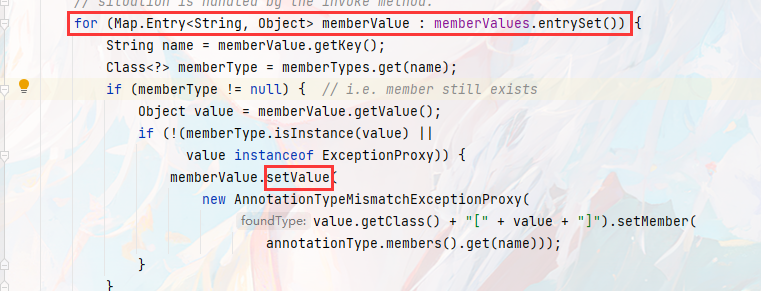 // situation is handled by the invoke method.
for (Map.Entry<String, Object> memberValue : memberValues.entrySet()) {
String name = memberValue.getKey();
Class<?> memberType = memberTypes.get(name);
if (memberType != null) {  // i.e. member still exists
Object value = memberValue.getValue();
if (!(memberType.isInstance(value) ||
value instanceof ExceptionProxy)) {
memberValue.setValue(
new AnnotationTypeMismatchExceptionProxy(
foundType: value.getClass() + "[" + value + "]").setMember(
annotationType.members().get(name)));
}
}